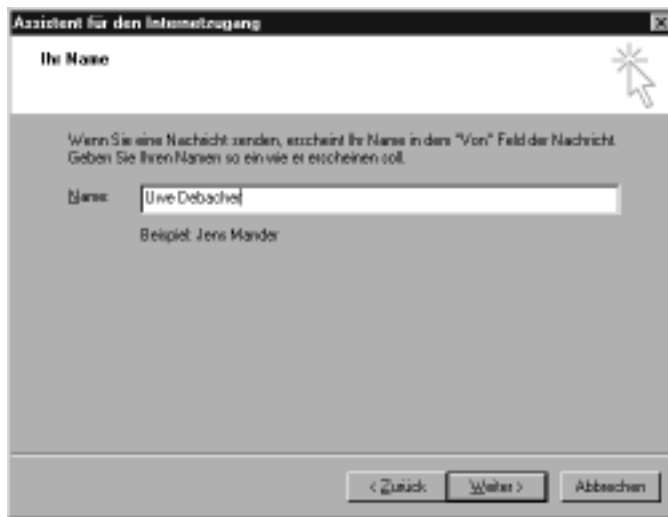 Assistent für den Internetzugang
Ihr Name
Wenn Sie eine Nachricht senden, erscheint Ihr Name in dem "Von" Feld der Nachricht.
Geben Sie Ihren Namen so ein wie er erscheinen soll.
Name: Uwe Debacher
Beispiel: Jens Mander
< Zurück Weiter > Abbrechen